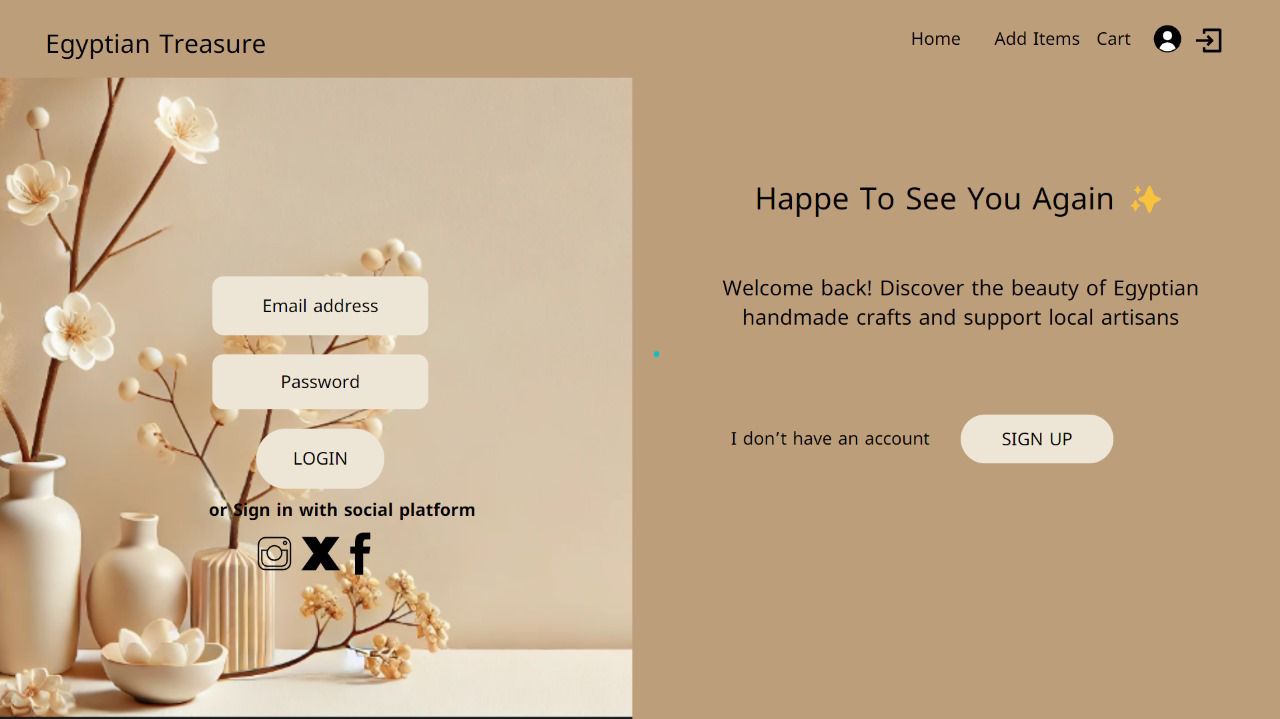 Egyptian Treasure
Home Add Items Cart
Email address
Password
LOGIN
or Sign in with social platform
Happe To See You Again ✨
Welcome back! Discover the beauty of Egyptian
handmade crafts and support local artisans
I don’t have an account
SIGN UP